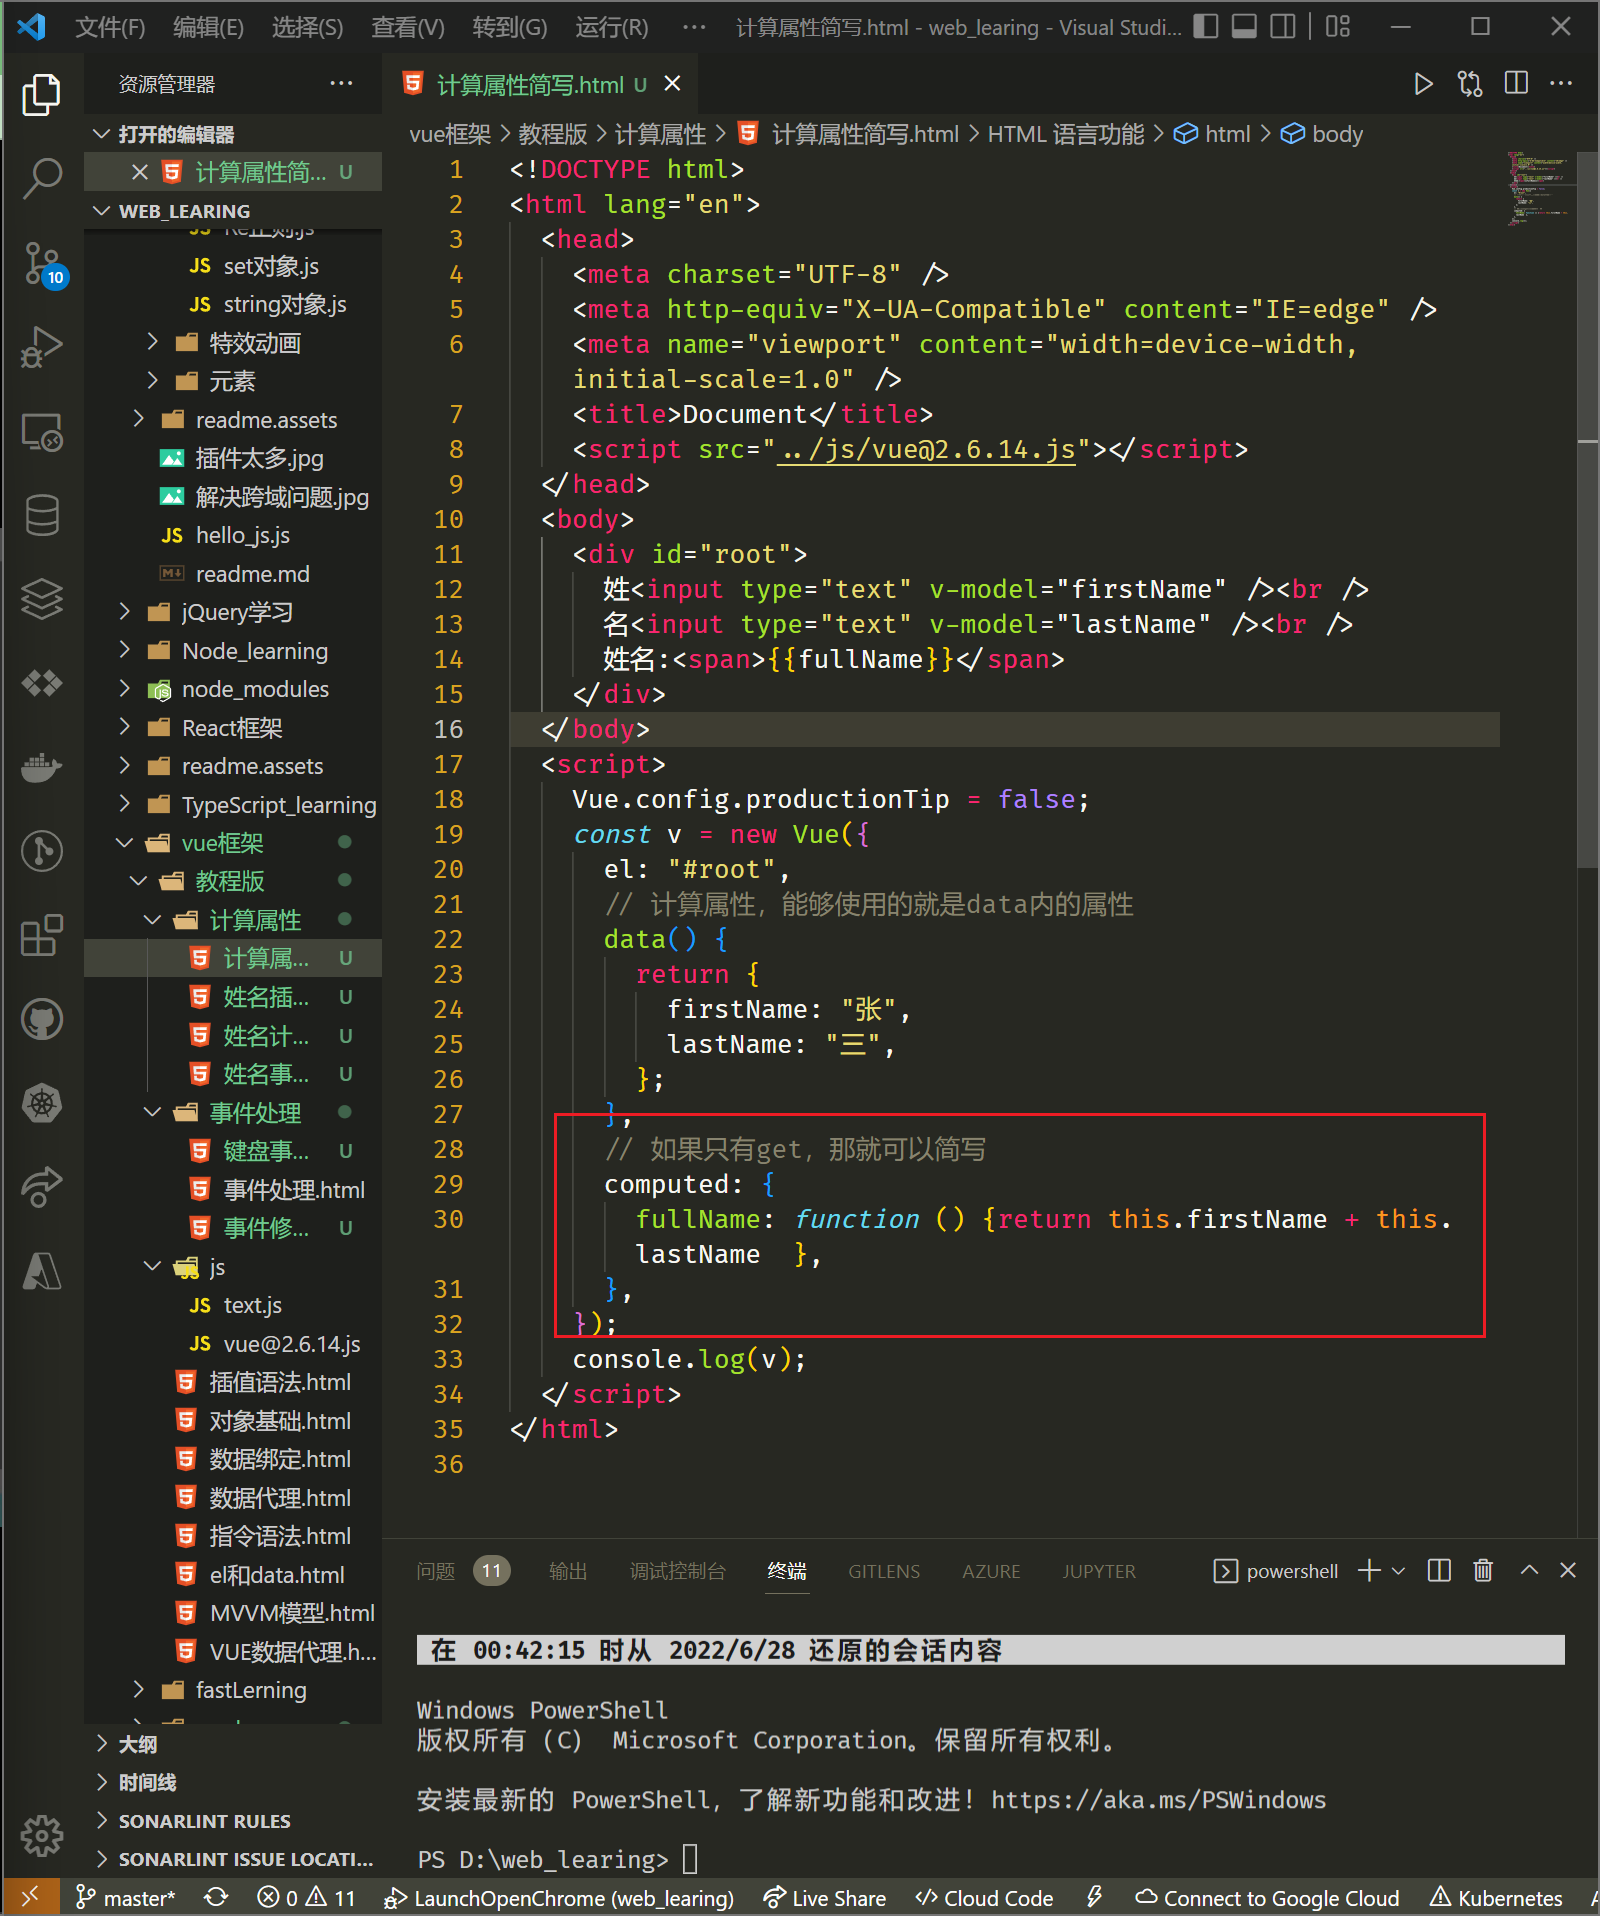 文件(F) 编辑(E) 选择(S) 查看(V) 转到(G) 运行(R) ··· 计算属性简写.html - web_learing - Visual Studi...
资源管理器 ···
计算属性简写.html U
打开的编辑器
计算属性简... U
WEB_LEARING
Re正则.js
JS set对象.js
JS string对象.js
特效动画
元素
readme.assets
插件太多.jpg
解决跨域问题.jpg
JS hello_js.js
readme.md
jQuery学习
Node_learning
node_modules
React框架
readme.assets
TypeScript_learning
vue框架
教程版
计算属性
计算属... U
姓名插... U
姓名计... U
姓名事... U
事件处理
键盘事... U
事件处理.html
事件修... U
js
JS text.js
JS vue@2.6.14.js
插值语法.html
对象基础.html
数据绑定.html
数据代理.html
指令语法.html
el和data.html
MVVM模型.html
VUE数据代理.h...
fastLerning
大纲
时间线
SONARLINT RULES
SONARLINT ISSUE LOCATI...
10
vue框架 > 教程版 > 计算属性 > 计算属性简写.html > HTML 语言功能 > html > body
1 <!DOCTYPE html>
2 <html lang="en">
3 <head>
4 <meta charset="UTF-8" />
5 <meta http-equiv="X-UA-Compatible" content="IE=edge" />
6 <meta name="viewport" content="width=device-width,
initial-scale=1.0" />
7 <title>Document</title>
8 <script src="../js/vue@2.6.14.js"></script>
9 </head>
10 <body>
11 <div id="root">
12 姓<input type="text" v-model="firstName" /><br />
13 名<input type="text" v-model="lastName" /><br />
14 姓名:<span>{{fullName}}</span>
15 </div>
16 </body>
17 <script>
18 Vue.config.productionTip = false;
19 const v = new Vue({
20 el: "#root",
21 // 计算属性，能够使用的就是data内的属性
22 data() {
23 return {
24 firstName: "张",
25 lastName: "三",
26 };
27 },
28 // 如果只有get，那就可以简写
29 computed: {
30 fullName: function () {return this.firstName + this.
lastName },
31 },
32 });
33 console.log(v);
34 </script>
35 </html>
36
问题 11 输出 调试控制台 终端 GITLENS AZURE JUPYTER powershell
在 00:42:15 时从 2022/6/28 还原的会话内容
Windows PowerShell
版权所有 (C) Microsoft Corporation。保留所有权利。
安装最新的 PowerShell，了解新功能和改进！https://aka.ms/PSWindows
PS D:\web_learing>
master* 0 11 LaunchOpenChrome (web_learing) Live Share Cloud Code Connect to Google Cloud Kubernetes